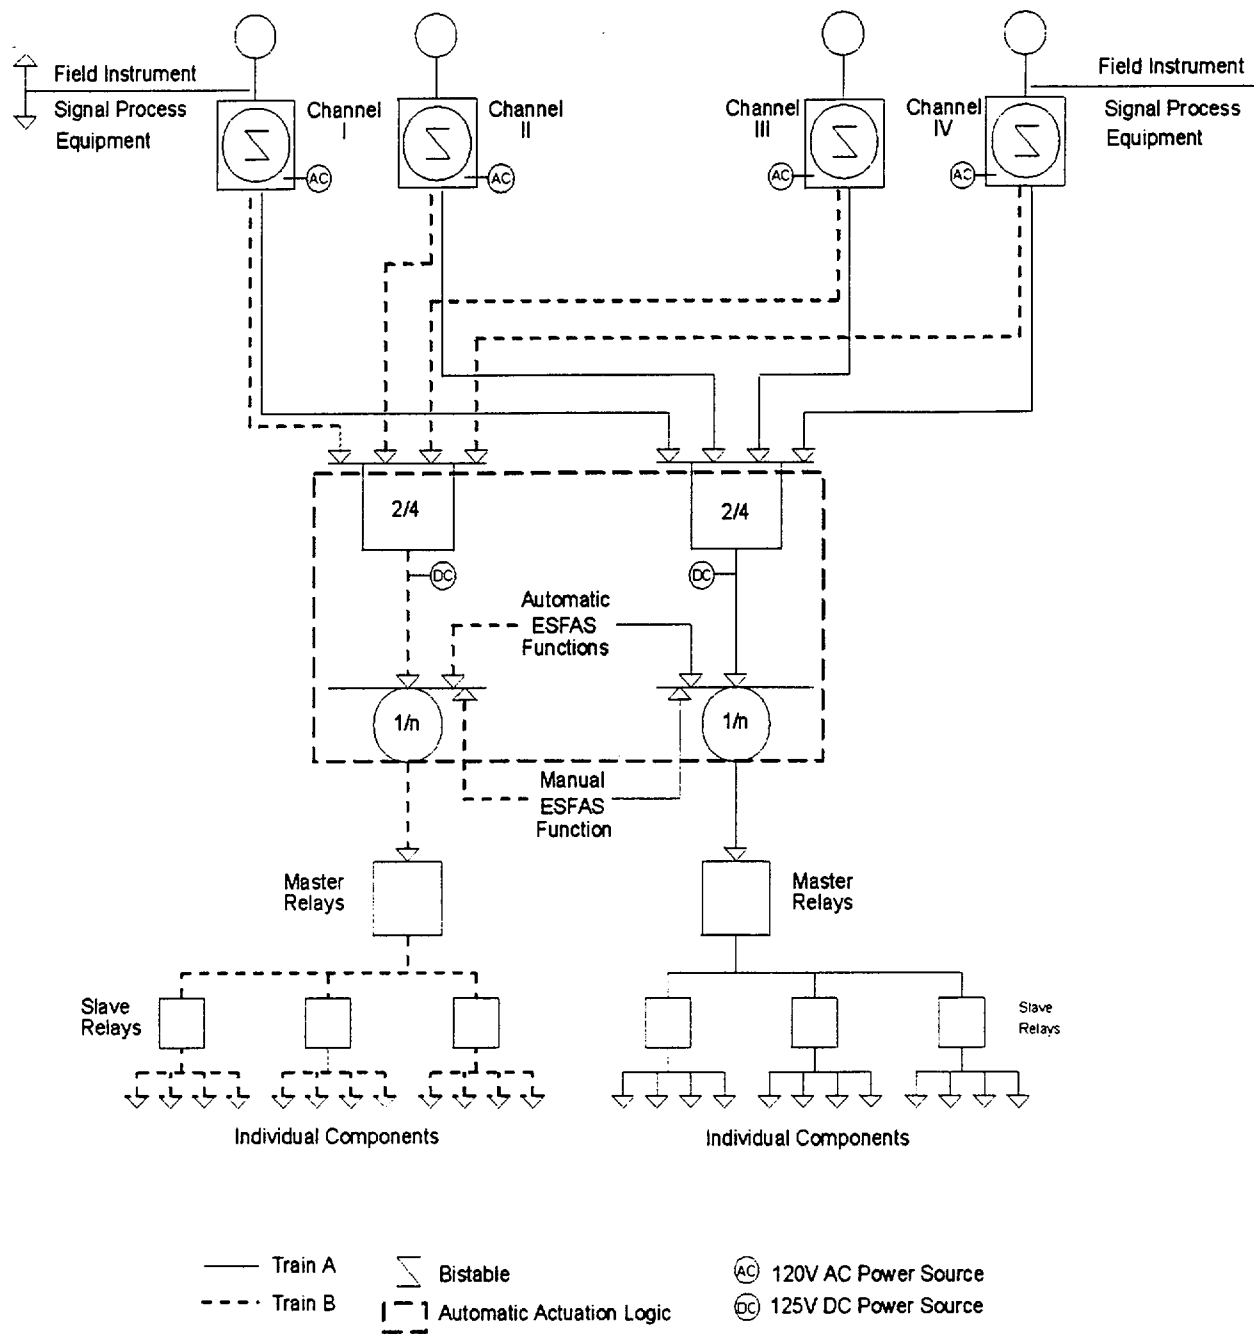 Field Instrument
Signal Process
Equipment
Channel
I
Channel
II
Channel
III
Channel
IV
Field Instrument
Signal Process
Equipment
AC
AC
AC
AC
2/4
2/4
DC
DC
Automatic
ESFAS
Functions
1/n
1/n
Manual
ESFAS
Function
Master
Relays
Master
Relays
Slave
Relays
Slave
Relays
Individual Components
Individual Components
Train A
Train B
Bistable
Automatic Actuation Logic
AC 120V AC Power Source
DC 125V DC Power Source